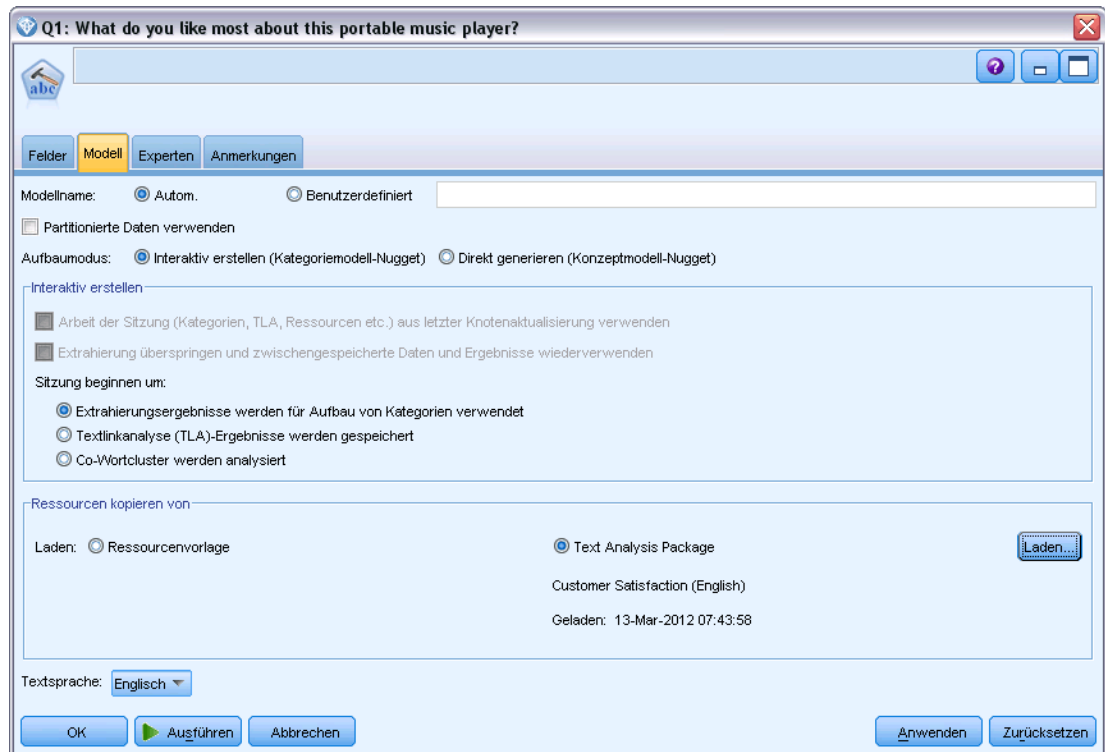 Q1: What do you like most about this portable music player?
abc
Felder Modell Experten Anmerkungen
Modellname: Autom. Benutzerdefiniert
Partitionierte Daten verwenden
Aufbaumodus: Interaktiv erstellen (Kategoriemodell-Nugget) Direkt generieren (Konzeptmodell-Nugget)
Interaktiv erstellen
Arbeit der Sitzung (Kategorien, TLA, Ressourcen etc.) aus letzter Knotenaktualisierung verwenden
Extrahierung überspringen und zwischengespeicherte Daten und Ergebnisse wiederverwenden
Sitzung beginnen um:
Extrahierungsergebnisse werden für Aufbau von Kategorien verwendet
Textlinkanalyse (TLA)-Ergebnisse werden gespeichert
Co-Wortcluster werden analysiert
Ressourcen kopieren von
Laden: Ressourcenvorlage Text Analysis Package Laden...
Customer Satisfaction (English)
Geladen: 13-Mar-2012 07:43:58
Textsprache: Englisch
OK Ausführen Abbrechen Anwenden Zurücksetzen